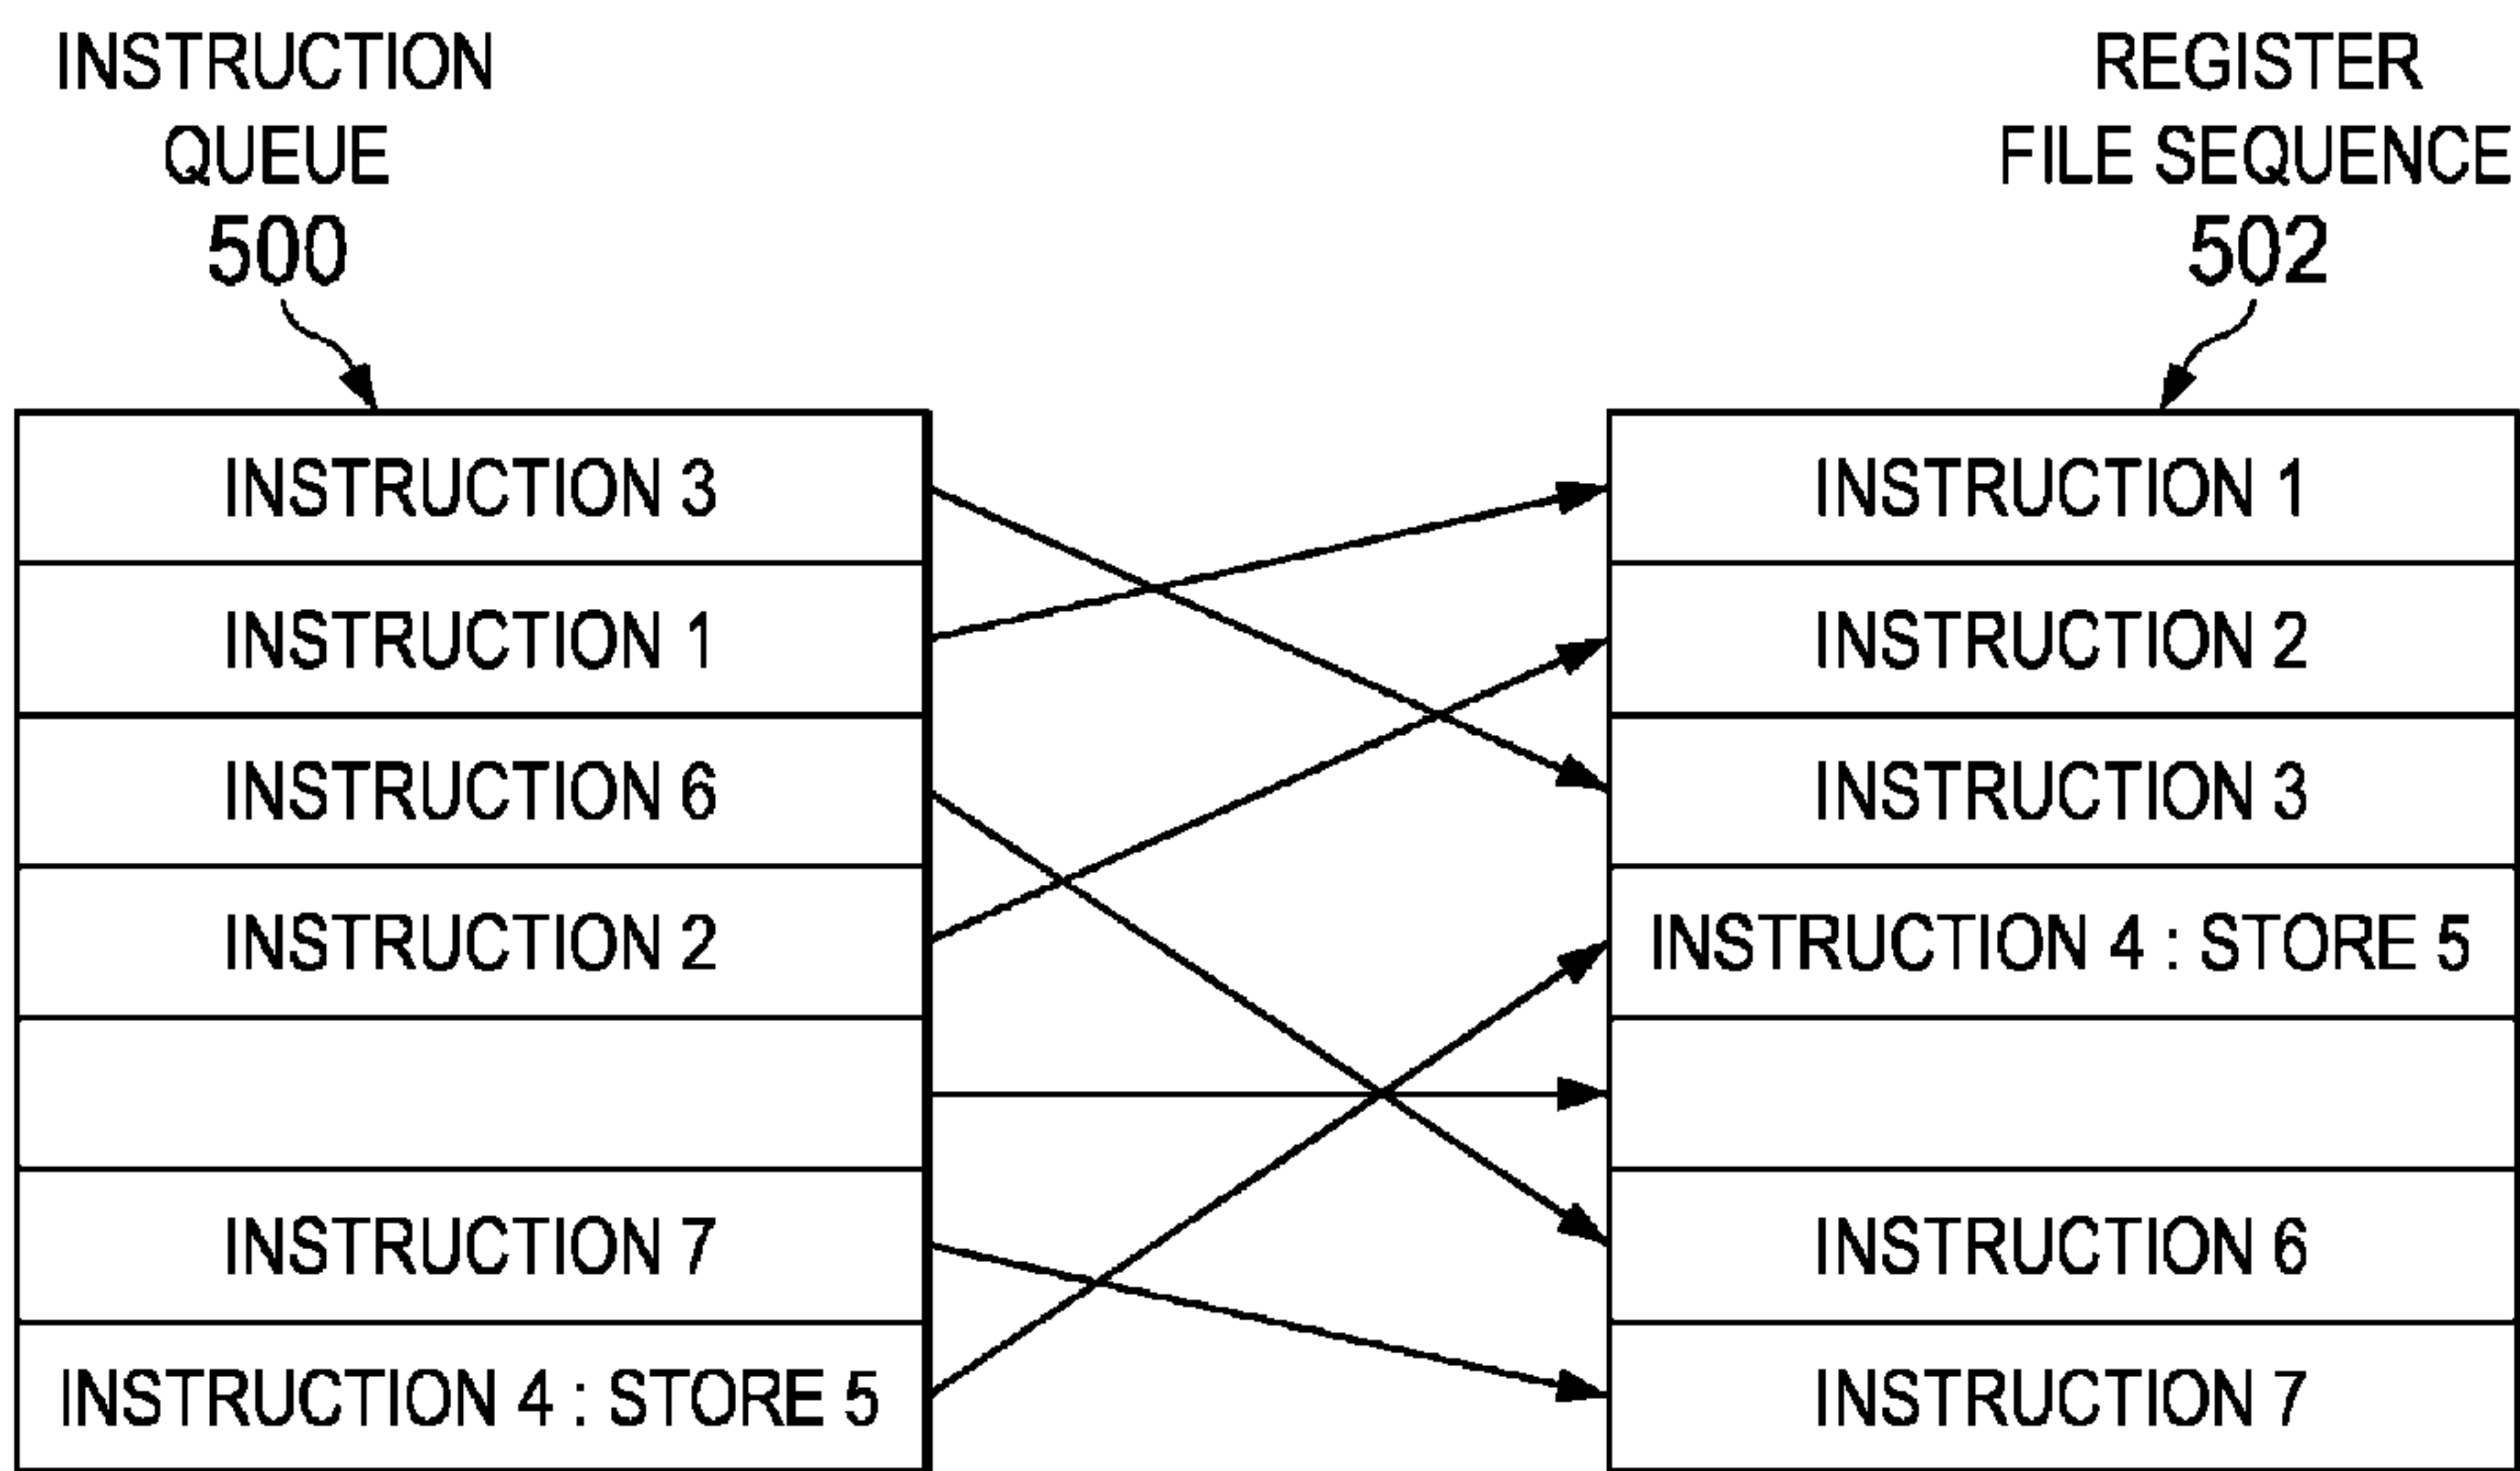 INSTRUCTION
QUEUE
500
INSTRUCTION 3
INSTRUCTION 1
INSTRUCTION 6
INSTRUCTION 2
INSTRUCTION 7
INSTRUCTION 4 : STORE 5
REGISTER
FILE SEQUENCE
502
INSTRUCTION 1
INSTRUCTION 2
INSTRUCTION 3
INSTRUCTION 4 : STORE 5
INSTRUCTION 6
INSTRUCTION 7